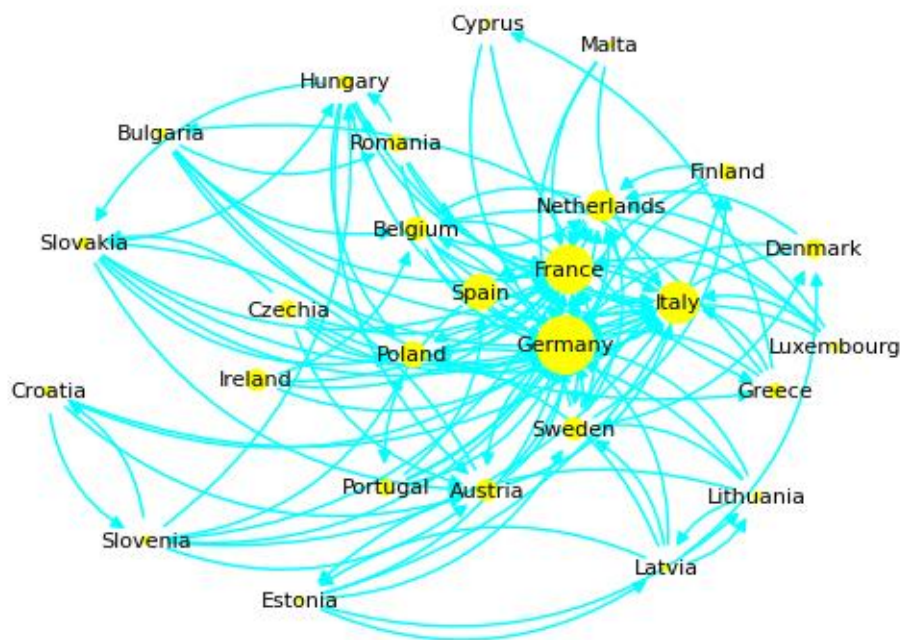 Cyprus
Malta
Hungary
Bulgaria
Romania
Finland
Netherlands
Belgium
Slovakia
Denmark
France
Spain
Italy
Czechia
Germany
Luxembourg
Poland
Ireland
Greece
Croatia
Sweden
Portugal
Austria
Lithuania
Slovenia
Latvia
Estonia